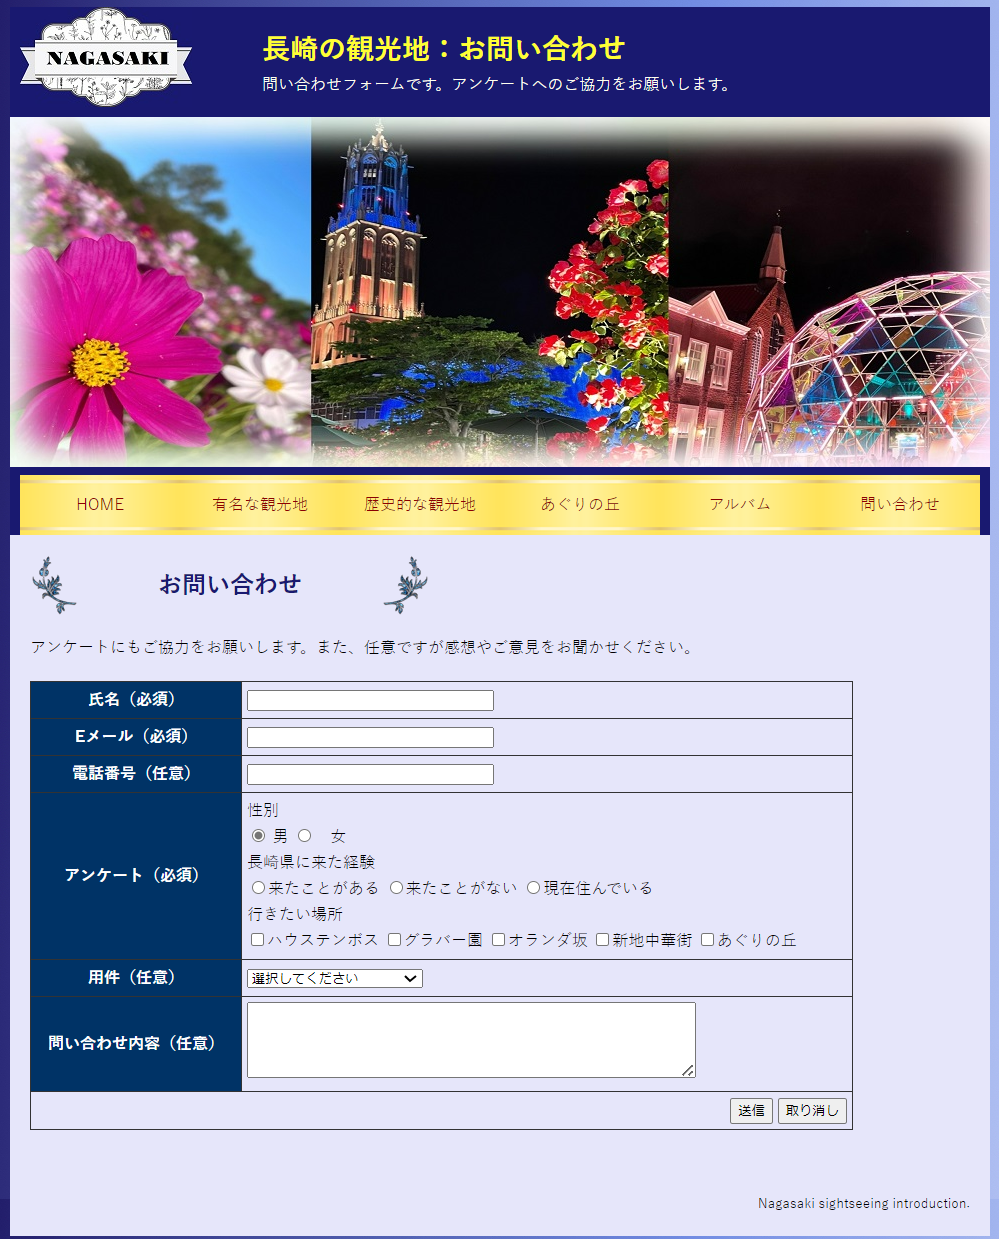 NAGASAKI
長崎の観光地：お問い合わせ
問い合わせフォームです。アンケートへのご協力をお願いします。
HOME 有名な観光地 歴史的な観光地 あぐりの丘 アルバム 問い合わせ
お問い合わせ
アンケートにもご協力をお願いします。また、任意ですが感想やご意見をお聞かせください。
氏名（必須）
Eメール（必須）
電話番号（任意）
アンケート（必須）
性別
男 女
長崎県に来た経験
来たことがある 来たことがない 現在住んでいる
行きたい場所
ハウステンボス グラバー園 オランダ坂 新地中華街 あぐりの丘
用件（任意） 選択してください
問い合わせ内容（任意）
送信 取り消し
Nagasaki sightseeing introduction.